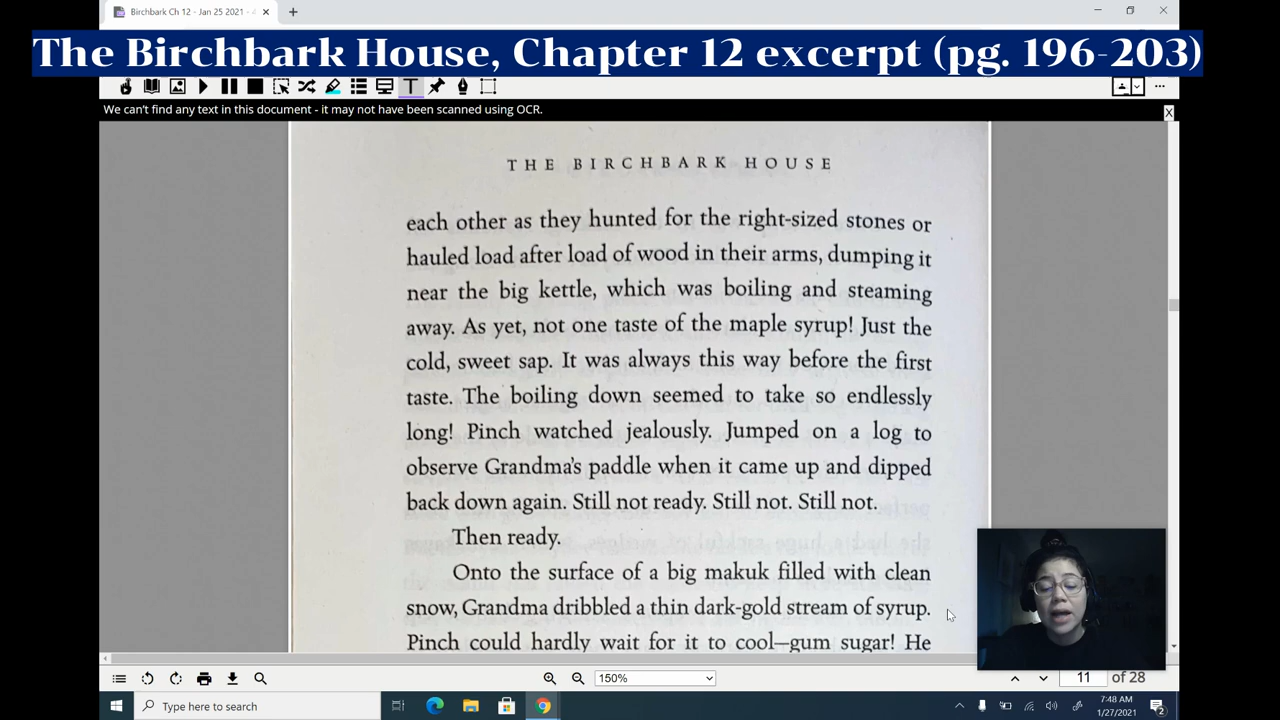 Birchbark Ch 12 - Jan 25 2021 -
The Birchbark House, Chapter 12 excerpt (pg. 196-203)
We can't find any text in this document - it may not have been scanned using OCR.
X
THE BIRCHBARK HOUSE
each other as they hunted for the right-sized stones or
hauled load after load of wood in their arms, dumping it
near the big kettle, which was boiling and steaming
away. As yet, not one taste of the maple syrup! Just the
cold, sweet sap. It was always this way before the first
taste. The boiling down seemed to take so endlessly
long! Pinch watched jealously. Jumped on a log to
observe Grandma's paddle when it came up and dipped
back down again. Still not ready. Still not. Still not.
Then ready.
Onto the surface of a big makuk filled with clean
snow, Grandma dribbled a thin dark-gold stream of syrup.
Pinch could hardly wait for it to cool—gum sugar! He
150%
11 of 28
Type here to search
7:48 AM
1/27/2021
2